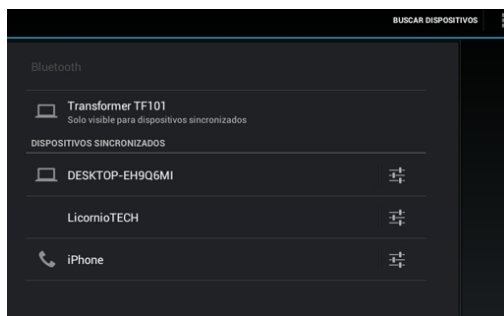 BUSCAR DISPOSITIVOS
Bluetooth
Transformer TF101
Solo visible para dispositivos sincronizados
DISPOSITIVOS SINCRONIZADOS
DESKTOP-EH9Q6MI
LicornioTECH
iPhone